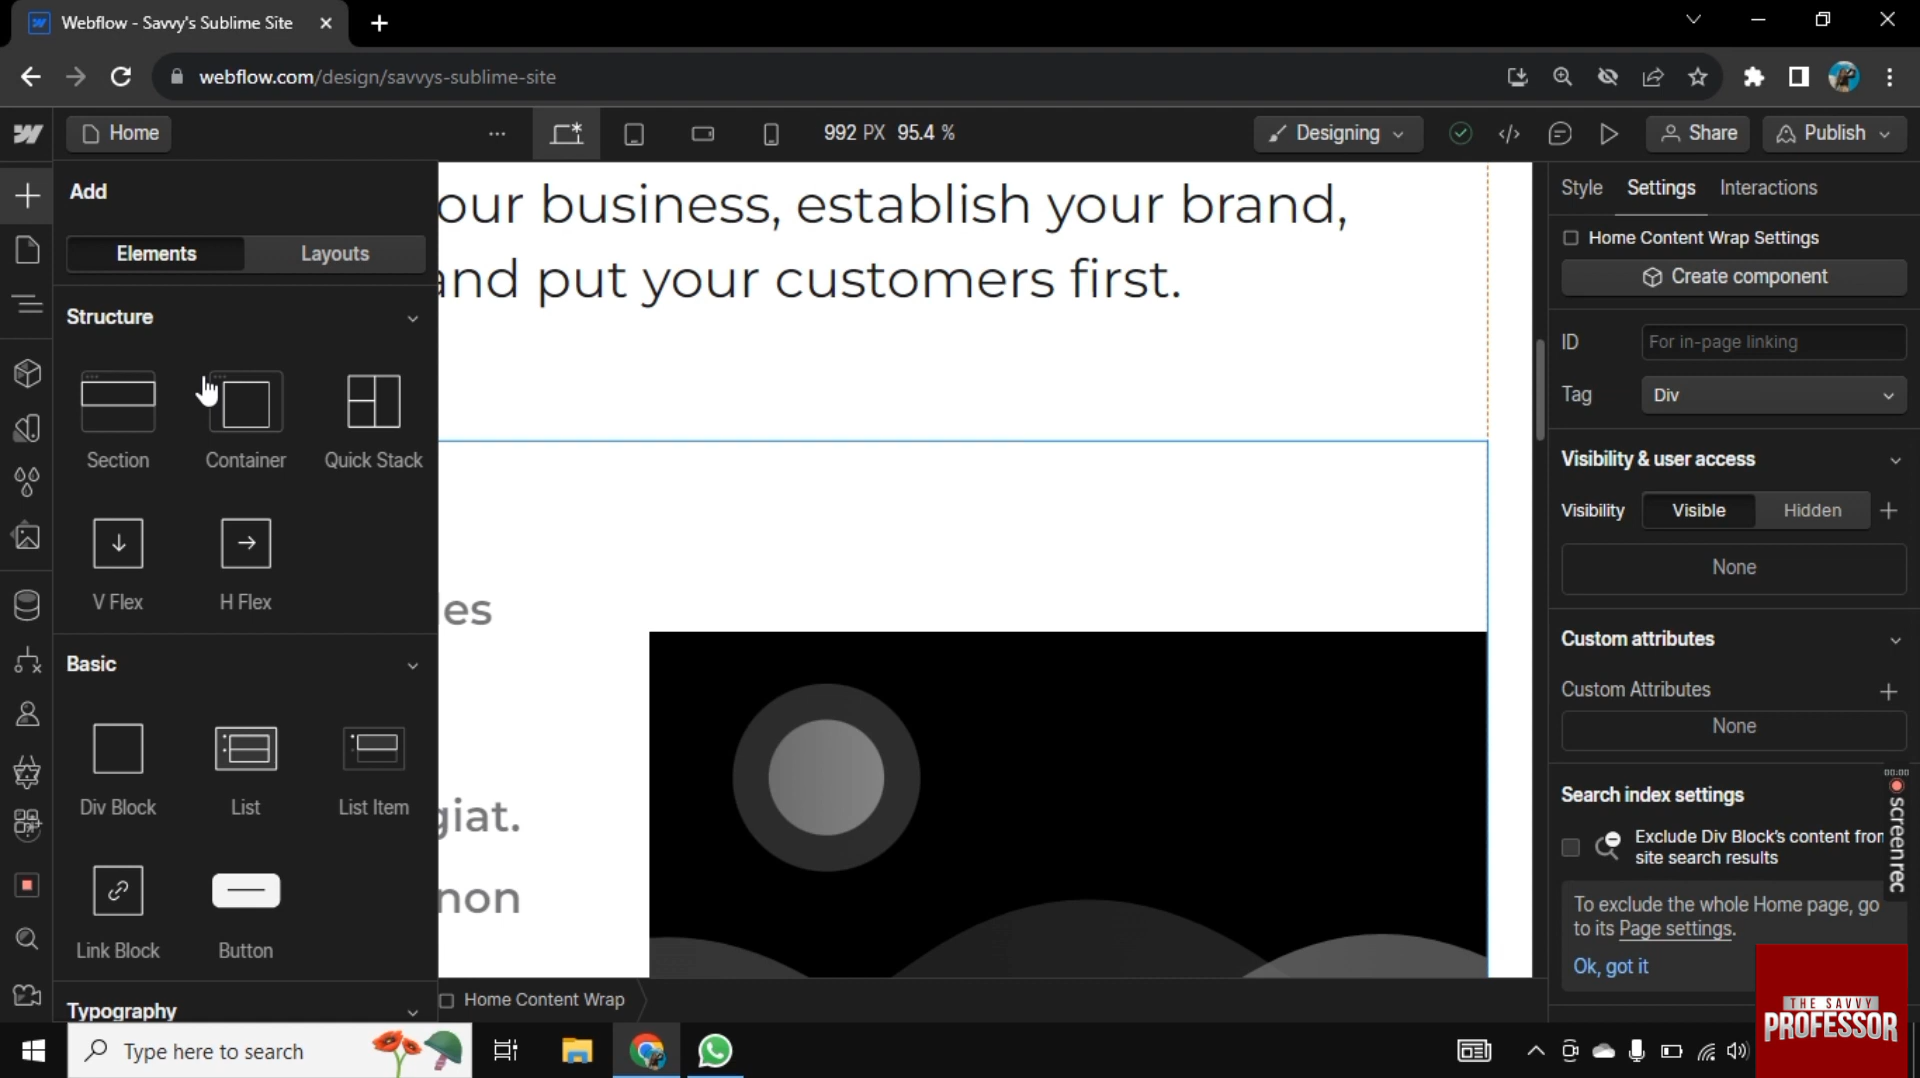 Webflow - Savvy's Sublime Site
webflow.com/design/savvys-sublime-site
Home
992 PX 95.4 %
Designing
Share
Publish
Add
Elements
Layouts
Structure
Section
Container
Quick Stack
V Flex
H Flex
Basic
Div Block
List
List Item
Link Block
Button
Typography
our business, establish your brand,
and put your customers first.
es
giat.
non
Home Content Wrap
Style
Settings
Interactions
Home Content Wrap Settings
Create component
ID
For in-page linking
Tag
Div
Visibility & user access
Visibility
Visible
Hidden
None
Custom attributes
Custom Attributes
None
Search index settings
Exclude Div Block's content from
site search results
To exclude the whole Home page, go
to its Page settings.
Ok, got it
00:00
screenrec
THE SAVVY
PROFESSOR
Type here to search